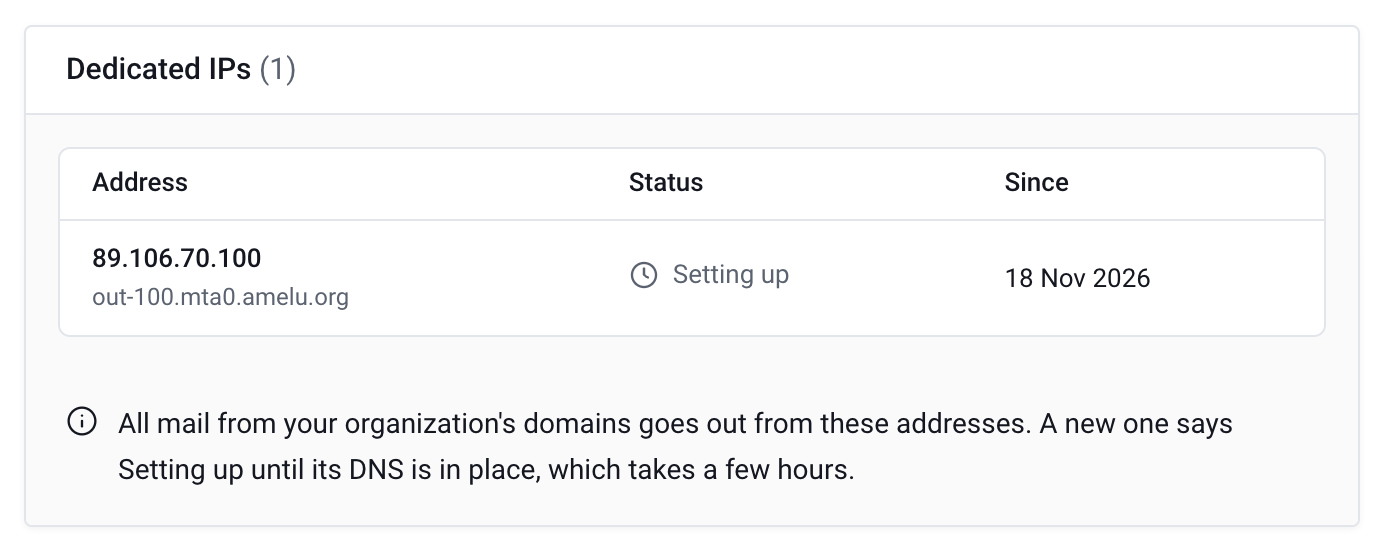 Dedicated IPs (1)
Address Status Since
89.106.70.100
out-100.mta0.amelu.org
Setting up
18 Nov 2026
All mail from your organization's domains goes out from these addresses. A new one says
Setting up until its DNS is in place, which takes a few hours.